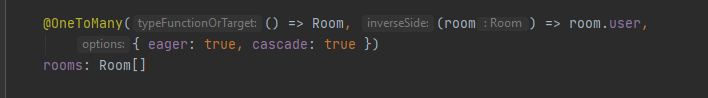 @OneToMany( typeFunctionOrTarget: () => Room, inverseSide: (room : Room ) => room.user,
options: { eager: true, cascade: true })
rooms: Room[]